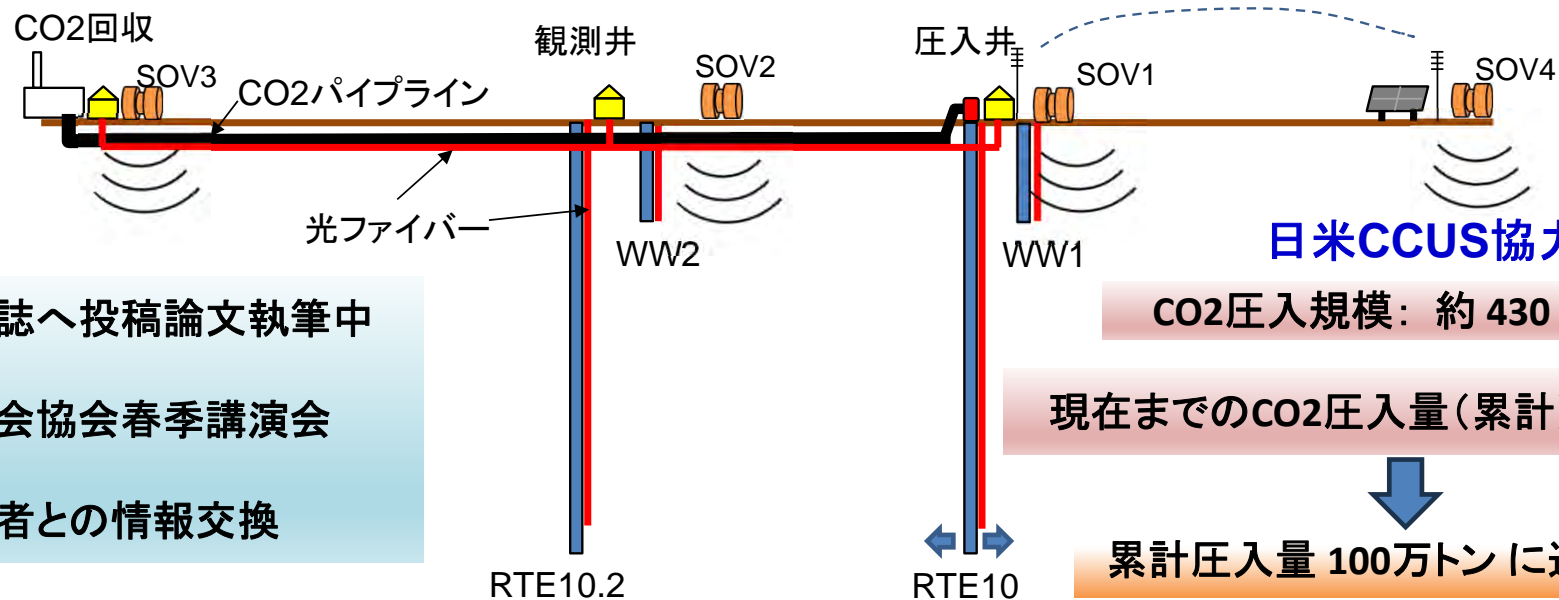 CO2回収
観測井
圧入井
SOV3
SOV2
SOV1
SOV4
CO2パイプライン
光ファイバー
WW2
WW1
日米CCUS協力
誌へ投稿論文執筆中
会協会春季講演会
者との情報交換
CO2圧入規模： 約 430
現在までのCO2圧入量（累計
累計圧入量 100万トン に
RTE10.2
RTE10